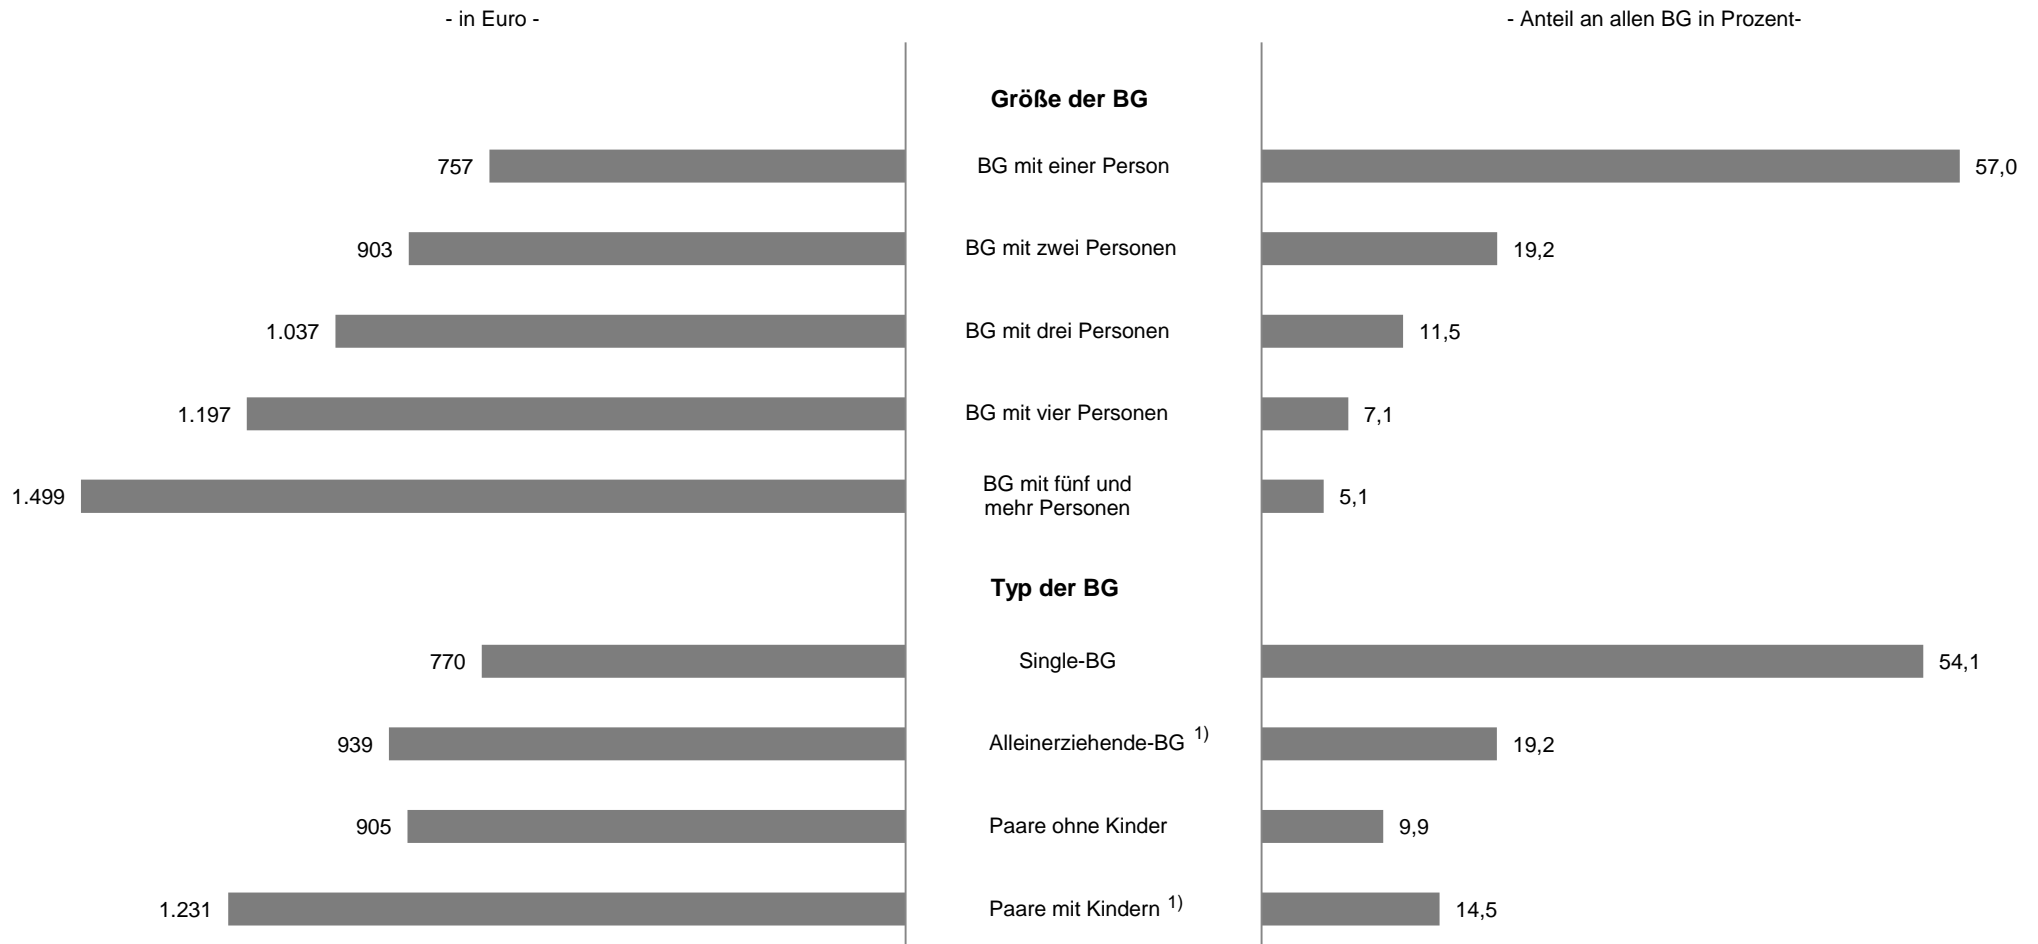 - in Euro -
- Anteil an allen BG in Prozent-
Größe der BG
757 BG mit einer Person 57,0
903 BG mit zwei Personen 19,2
1.037 BG mit drei Personen 11,5
1.197 BG mit vier Personen 7,1
1.499 BG mit fünf und
mehr Personen 5,1
Typ der BG
770 Single-BG 54,1
939 Alleinerziehende-BG 1) 19,2
905 Paare ohne Kinder 9,9
1.231 Paare mit Kindern 1) 14,5